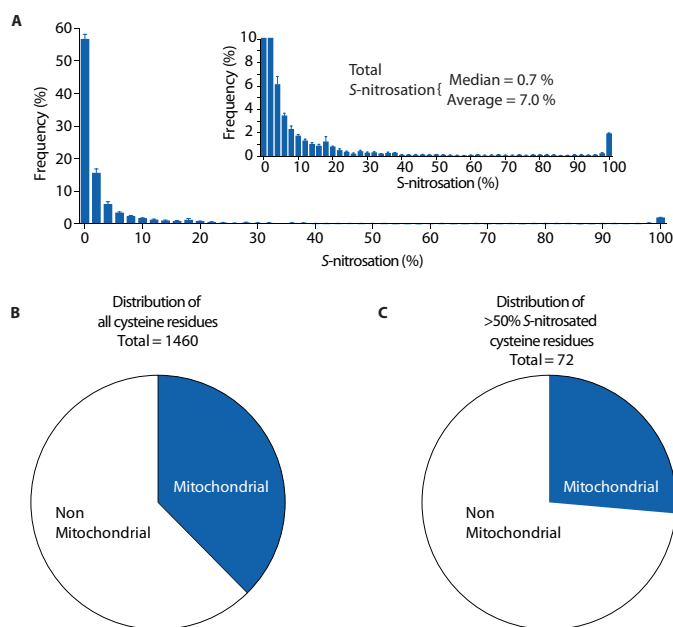 A
60
50
40
30
20
10
0
Frequency (%)
0 10 20 30 40 50 60 70 80 90 100
S-nitrosation (%)
10
8
6
4
2
0
Frequency (%)
0 10 20 30 40 50 60 70 80 90 100
S-nitrosation (%)
Total
S-nitrosation{
Median = 0.7 %
Average = 7.0 %
B
Distribution of
all cysteine residues
Total = 1460
Mitochondrial
Non
Mitochondrial
C
Distribution of
>50% S-nitrosated
cysteine residues
Total = 72
Mitochondrial
Non
Mitochondrial